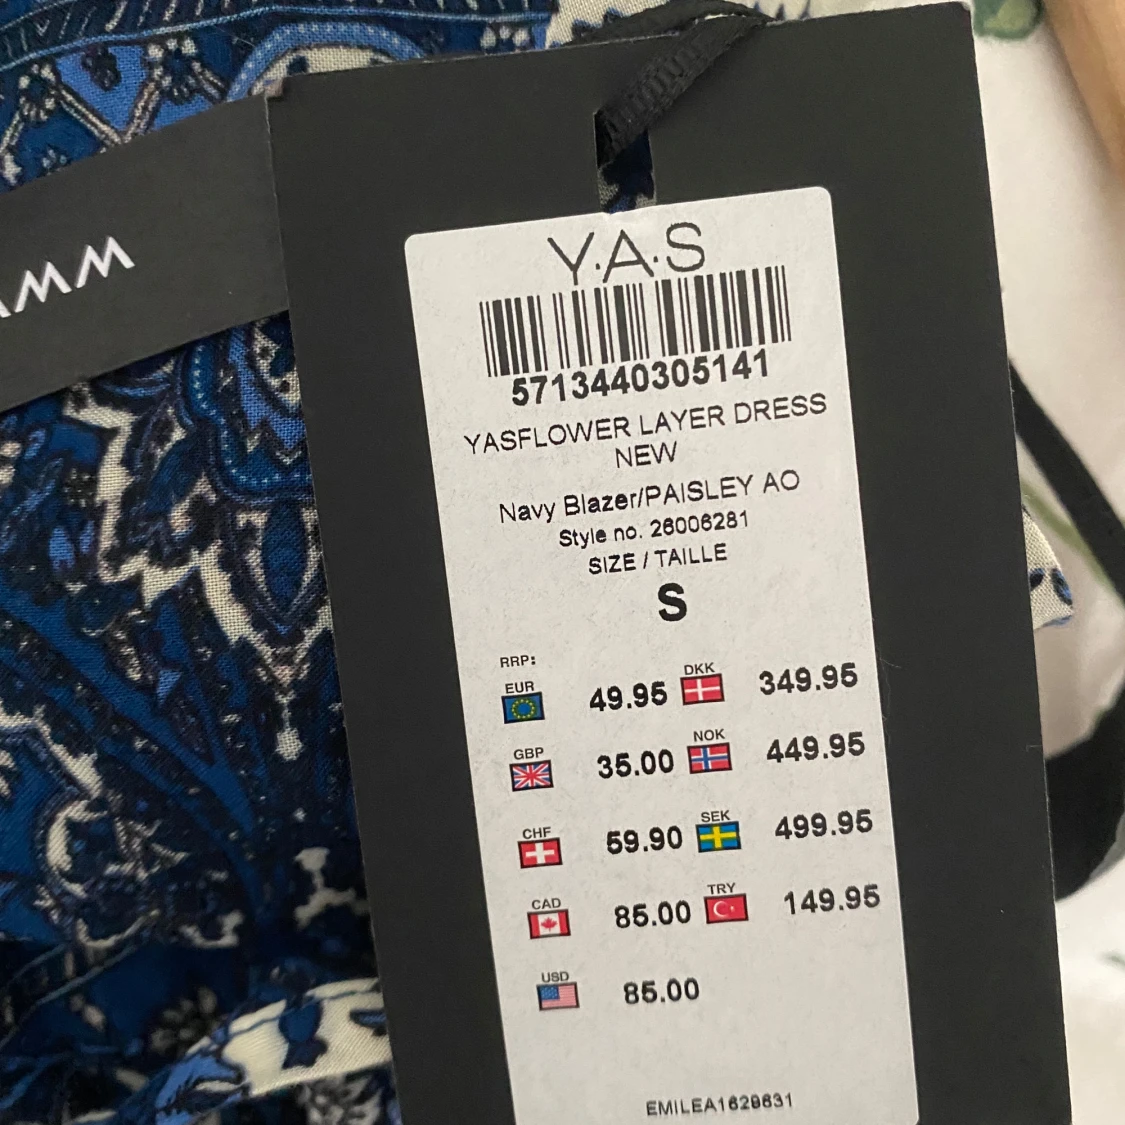 Y.A.S
5713440305141
YASFLOWER LAYER DRESS
NEW
Navy Blazer/PAISLEY AO
Style no. 26006281
SIZE / TAILLE
S
RRP:
EUR 49.95 DKK 349.95
GBP 35.00 NOK 449.95
CHF 59.90 SEK 499.95
CAD 85.00 TRY 149.95
USD 85.00
EMILEA1629631